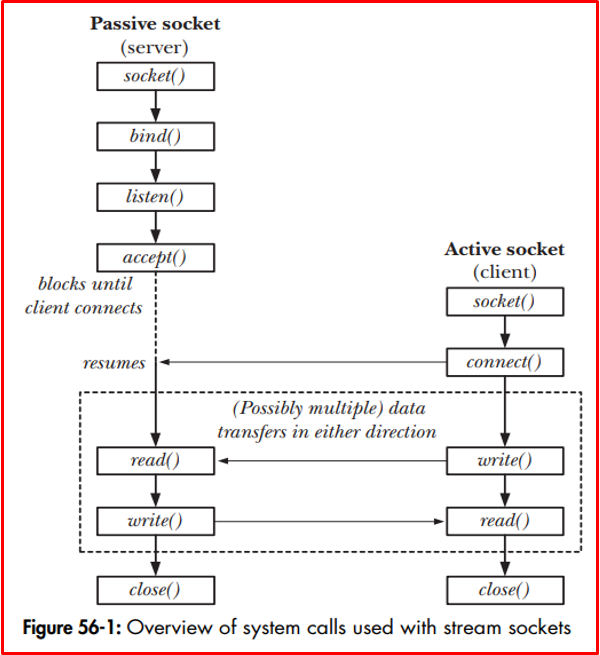 Passive socket
(server)
socket()
bind()
listen()
accept()
blocks until
client connects
Active socket
(client)
socket()
resumes
connect()
(Possibly multiple) data
transfers in either direction
read()
write()
write()
read()
close()
close()
Figure 56-1: Overview of system calls used with stream sockets